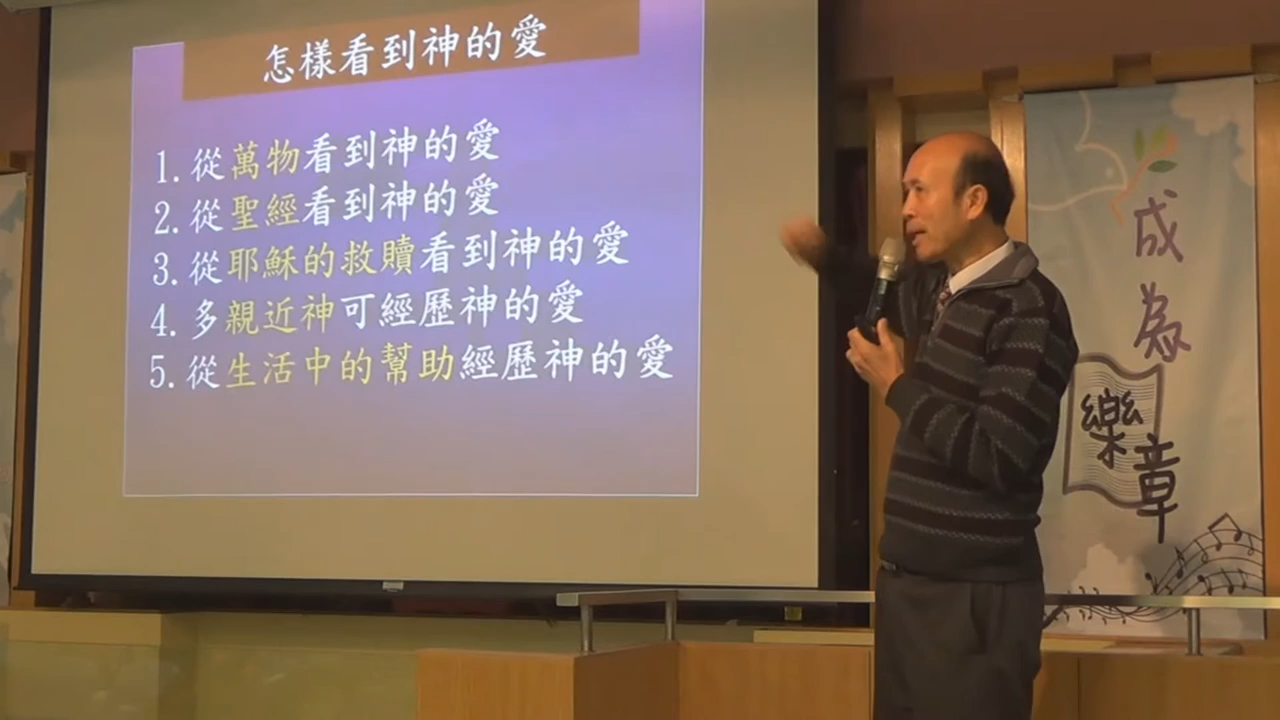 怎樣看到神的愛
1. 從萬物看到神的愛
2. 從聖經看到神的愛
3. 從耶穌的救贖看到神的愛
4. 多親近神可經歷神的愛
5. 從生活中的幫助經歷神的愛
成為
樂章